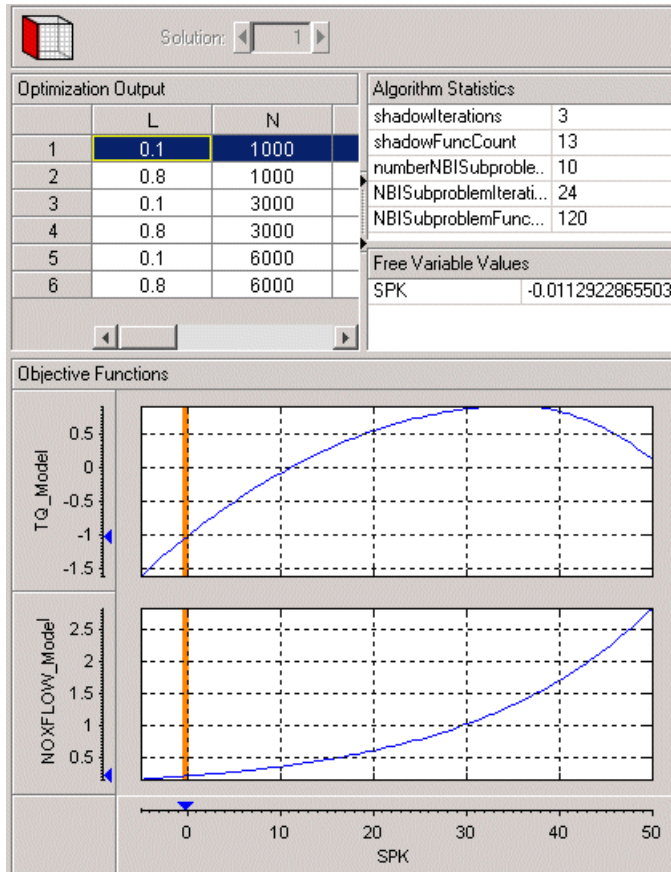 Solution: 1
Optimization Output
L N
1 0.1 1000
2 0.8 1000
3 0.1 3000
4 0.8 3000
5 0.1 6000
6 0.8 6000
Algorithm Statistics
shadowIterations 3
shadowFuncCount 13
numberNBISubproble.. 10
NBISubproblemIterati... 24
NBISubproblemFunc... 120
Free Variable Values
SPK -0.0112922865503
Objective Functions
TQ_Model
0.5
0
-0.5
-1
-1.5
NOXFLOW_Model
2.5
2
1.5
1
0.5
0 10 20 30 40 50
SPK